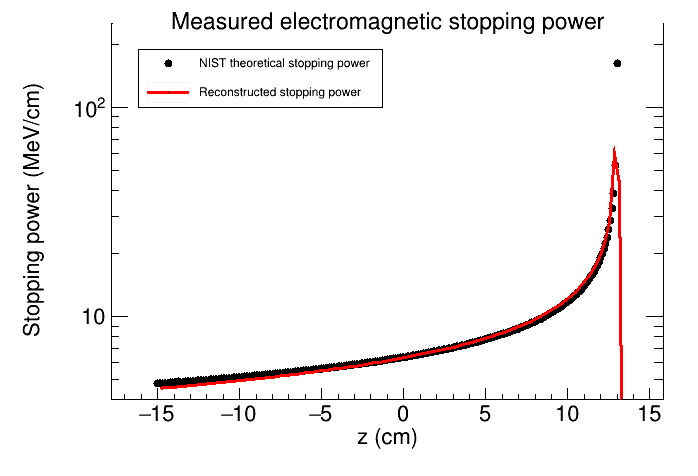 Measured electromagnetic stopping power
NIST theoretical stopping power
Reconstructed stopping power
Stopping power (MeV/cm)
10²
10
−15 −10 −5 0 5 10 15
z (cm)